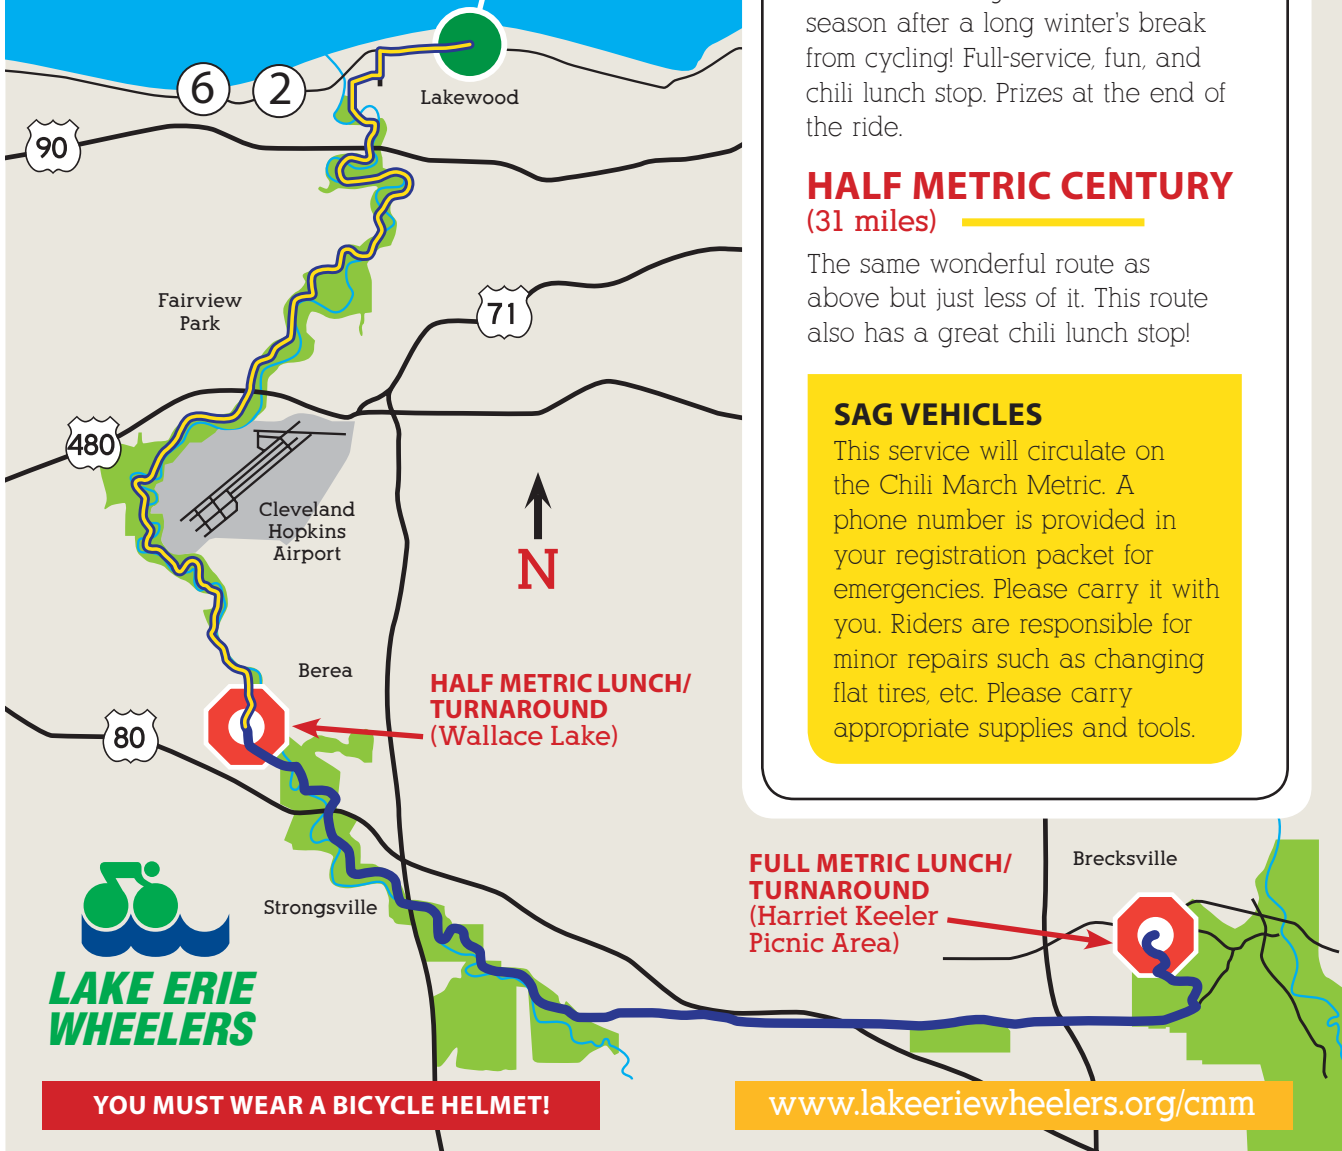 6
2
Lakewood
90
Fairview
Park
71
480
Cleveland
Hopkins
Airport
N
Berea
HALF METRIC LUNCH/
TURNAROUND
(Wallace Lake)
80
Strongsville
LAKE ERIE
WHEELERS
YOU MUST WEAR A BICYCLE HELMET!
season after a long winter's break
from cycling! Full-service, fun, and
chili lunch stop. Prizes at the end of
the ride.
HALF METRIC CENTURY
(31 miles)
The same wonderful route as
above but just less of it. This route
also has a great chili lunch stop!
SAG VEHICLES
This service will circulate on
the Chili March Metric. A
phone number is provided in
your registration packet for
emergencies. Please carry it with
you. Riders are responsible for
minor repairs such as changing
flat tires, etc. Please carry
appropriate supplies and tools.
FULL METRIC LUNCH/
TURNAROUND
(Harriet Keeler
Picnic Area)
Brecksville
www.lakeeriewheelers.org/cmm